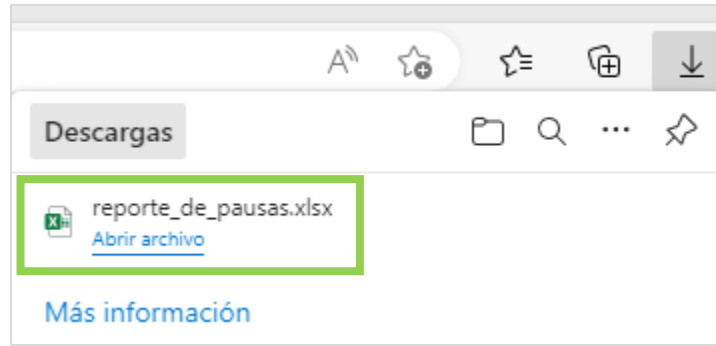 Descargas
reporte_de_pausas.xlsx
Abrir archivo
Más información